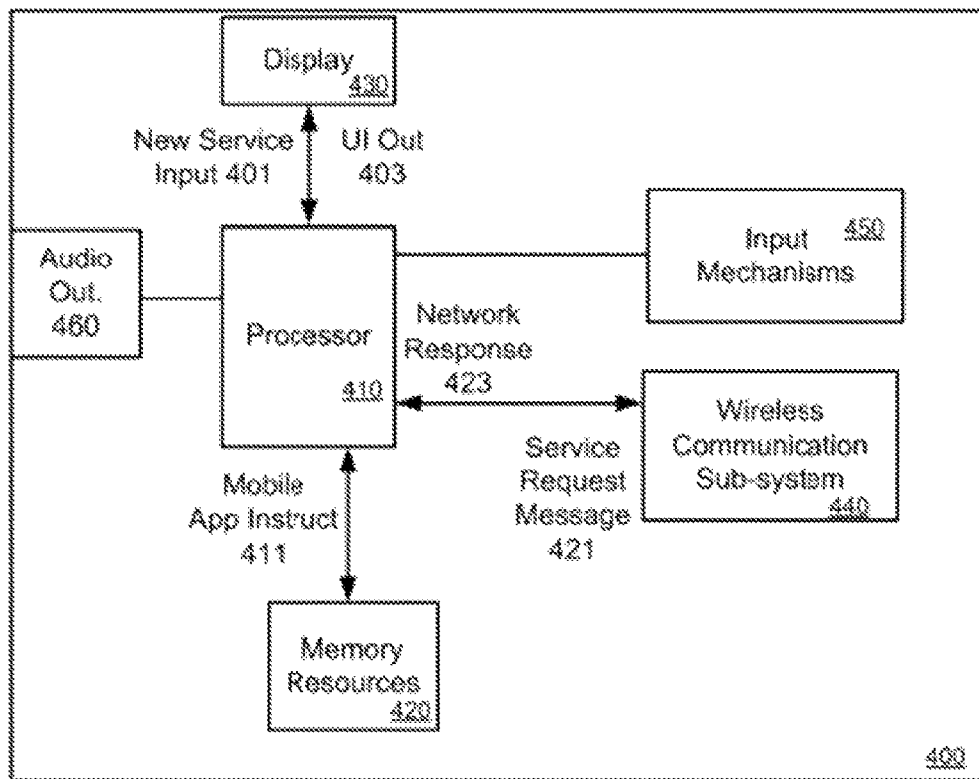 Display
430
New Service
Input 401
UI Out
403
Audio
Out.
460
Processor
410
Input
Mechanisms
450
Network
Response
423
Wireless
Communication
Sub-system
440
Service
Request
Message
421
Mobile
App Instruct
411
Memory
Resources
420
400